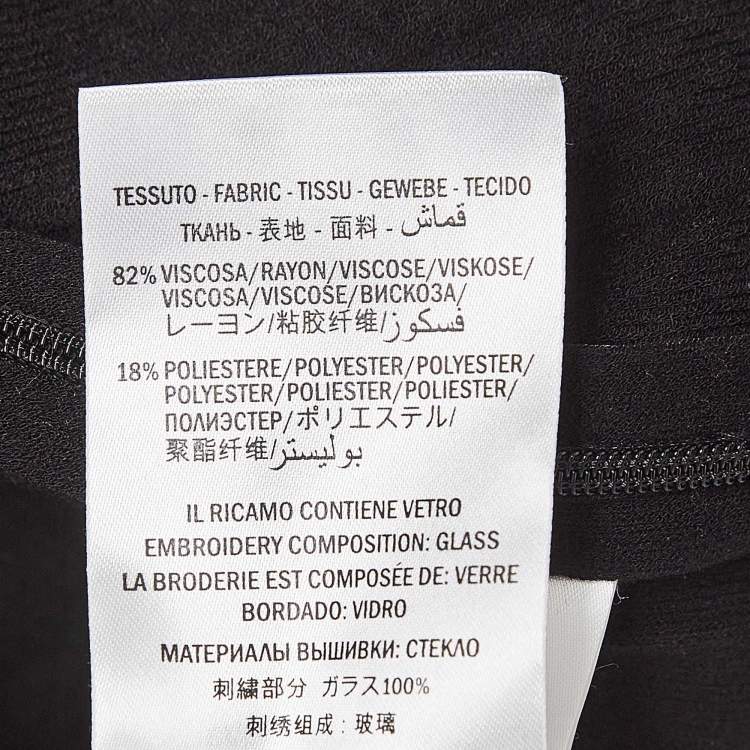 TESSUTO - FABRIC - TISSU - GEWEBE - TECIDO
ТКАНЬ - 表地 - 面料 - قماش
82% VISCOSA/RAYON/VISCOSE/VISKOSE/
VISCOSA/VISCOSE/ВИСКОЗА/
レーヨン/粘胶纤维/فسكوز
18% POLIESTERE/POLYESTER/POLYESTER/
POLYESTER/POLIESTER/POLIESTER/
ПОЛИЭСТЕР/ポリエステル/
聚酯纤维/بوليستر
IL RICAMO CONTIENE VETRO
EMBROIDERY COMPOSITION: GLASS
LA BRODERIE EST COMPOSÉE DE: VERRE
BORDADO: VIDRO
МАТЕРИАЛЫ ВЫШИВКИ: СТЕКЛО
刺繍部分 ガラス100%
刺绣组成：玻璃